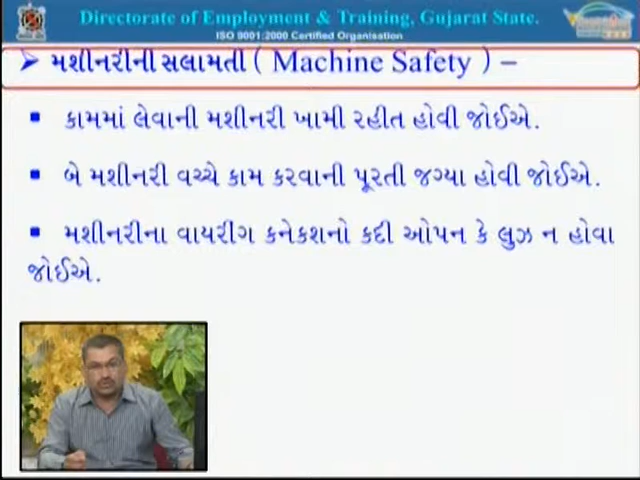 Directorate of Employment & Training, Gujarat State.
ISO 9001:2000 Certified Organisation
➤ મશીનરીની સલામતી ( Machine Safety ) –
▪ કામમાં લેવાની મશીનરી ખામી રહીત હોવી જોઈએ.
▪ બે મશીનરી વચ્ચે કામ કરવાની પૂરતી જગ્યા હોવી જોઈએ.
▪ મશીનરીના વાયરીગ કનેકશનો કદી ઓપન કે લુઝ ન હોવા
જોઈએ.